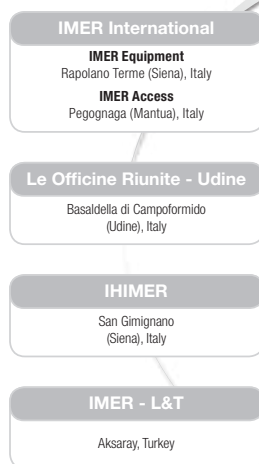 IMER International
IMER Equipment
Rapolano Terme (Siena), Italy
IMER Access
Pegognaga (Mantua), Italy
Le Officine Riunite - Udine
Basaldella di Campoformido
(Udine), Italy
IHIMER
San Gimignano
(Siena), Italy
IMER - L&T
Aksaray, Turkey